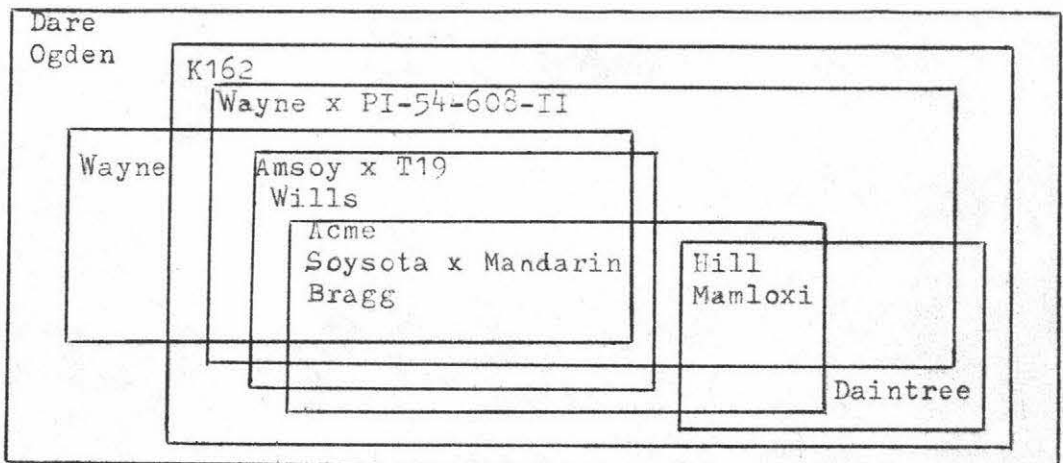 Dare
Ogden
K162
Wayne x PI-54-608-II
Wayne
Amsoy x T19
Wills
Acme
Soysota x Mandarin
Bragg
Hill
Mamloxi
Daintree